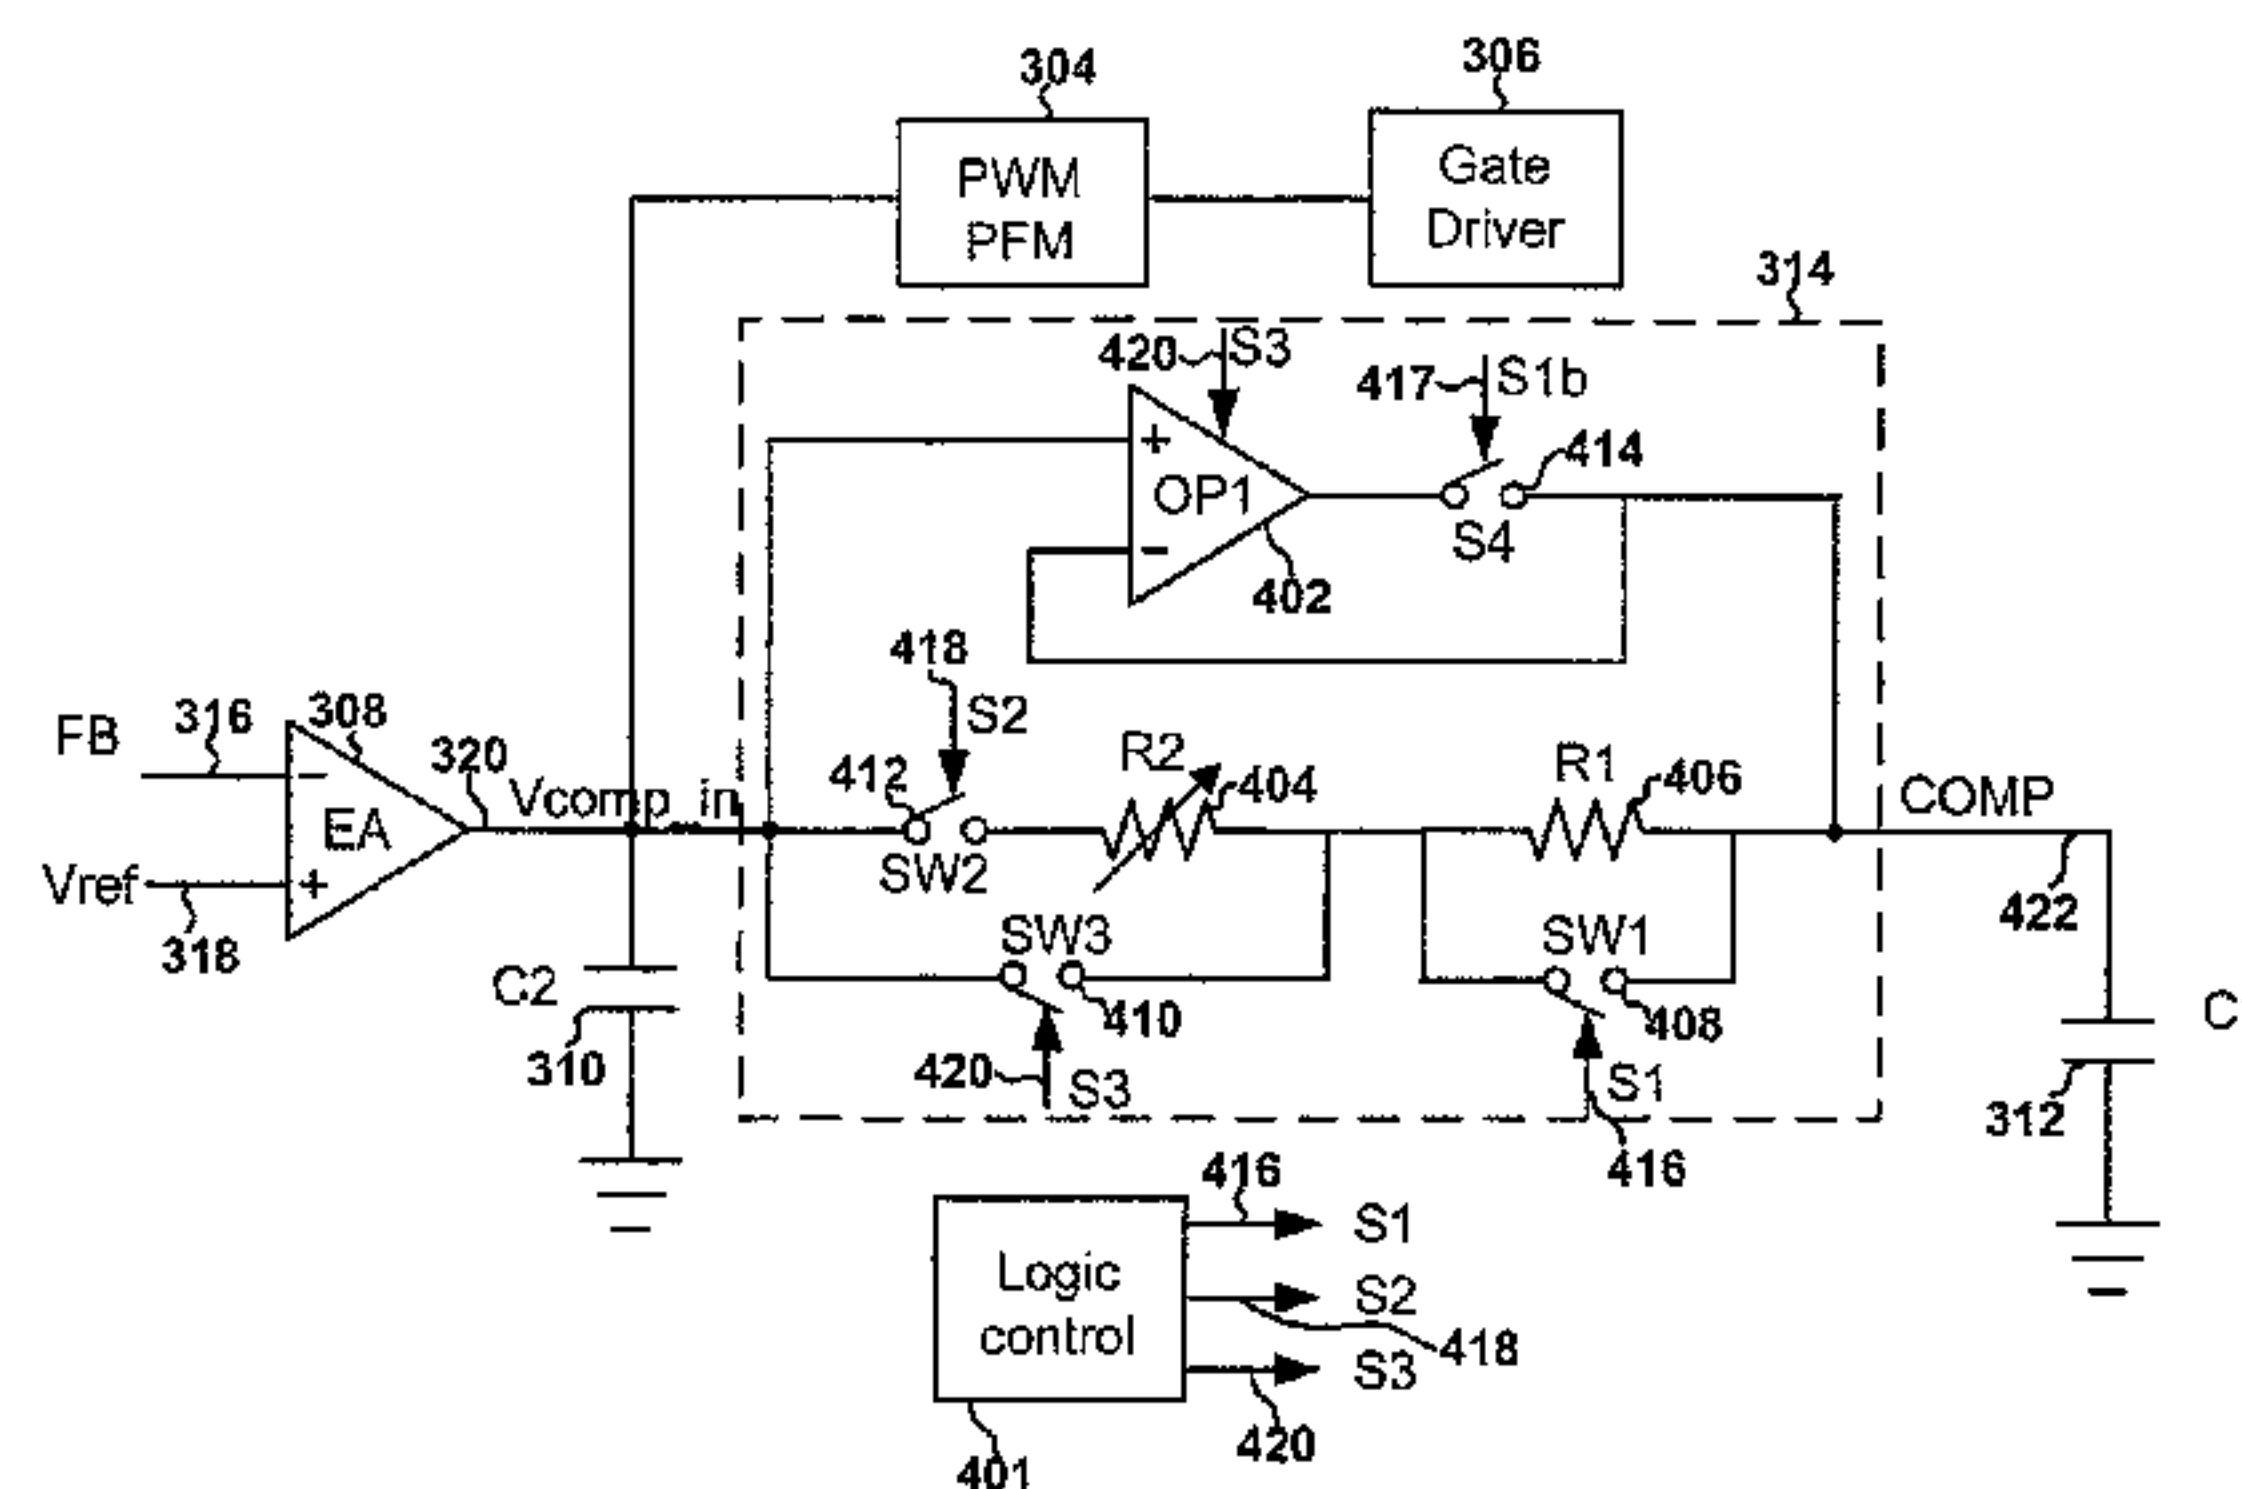 304
306
PWM
PFM
Gate
Driver
314
420
S3
417
S1b
+
OP1
414
S4
−
402
418
S2
FB
316
308
320
Vcomp_in
412
R2
404
R1
406
COMP
−
EA
+
Vref
318
SW2
422
SW3
SW1
C2
410
408
C
310
420
S3
S1
312
416
416
S1
Logic
control
S2
418
S3
420
401